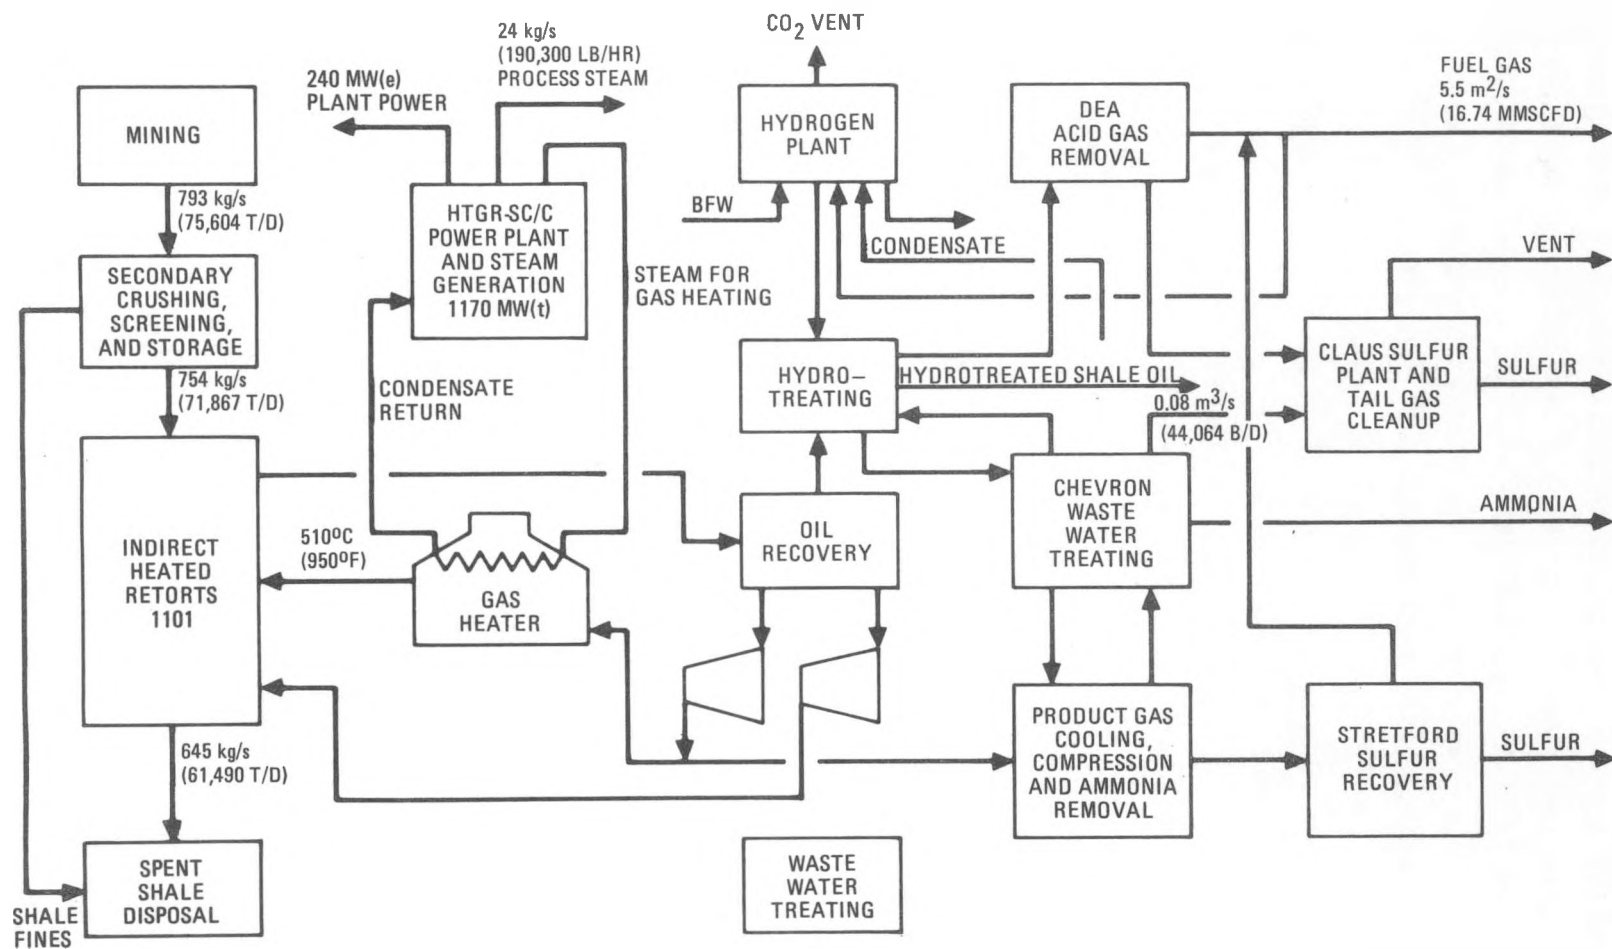 MINING
793 kg/s
(75,604 T/D)
SECONDARY
CRUSHING,
SCREENING,
AND STORAGE
754 kg/s
(71,867 T/D)
INDIRECT
HEATED
RETORTS
1101
645 kg/s
(61,490 T/D)
SPENT
SHALE
DISPOSAL
SHALE
FINES
240 MW(e)
PLANT POWER
24 kg/s
(190,300 LB/HR)
PROCESS STEAM
HTGR-SC/C
POWER PLANT
AND STEAM
GENERATION
1170 MW(t)
STEAM FOR
GAS HEATING
CONDENSATE
RETURN
510ºC
(950ºF)
GAS
HEATER
CO2 VENT
HYDROGEN
PLANT
BFW
CONDENSATE
HYDRO–
TREATING
HYDROTREATED SHALE OIL
0.08 m3/s
(44,064 B/D)
OIL
RECOVERY
WASTE
WATER
TREATING
DEA
ACID GAS
REMOVAL
CHEVRON
WASTE
WATER
TREATING
PRODUCT GAS
COOLING,
COMPRESSION
AND AMMONIA
REMOVAL
FUEL GAS
5.5 m2/s
(16.74 MMSCFD)
VENT
CLAUS SULFUR
PLANT AND
TAIL GAS
CLEANUP
SULFUR
AMMONIA
STRETFORD
SULFUR
RECOVERY
SULFUR